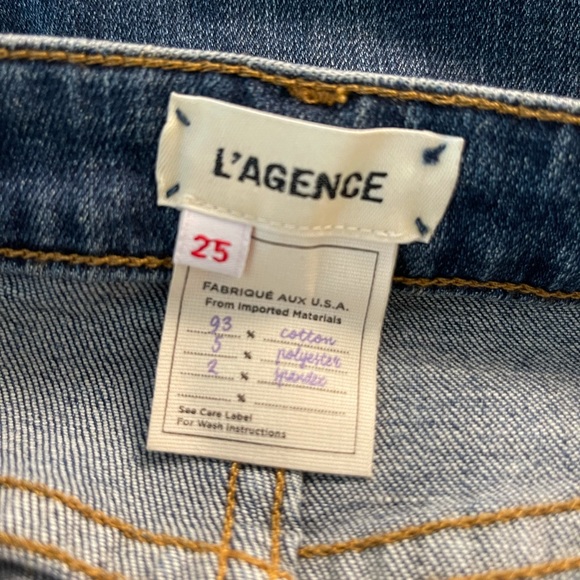 L'AGENCE
25
FABRIQUÉ AUX U.S.A.
From Imported Materials
93 % cotton
5 % polyester
2 % spandex
%
See Care Label
For Wash Instructions